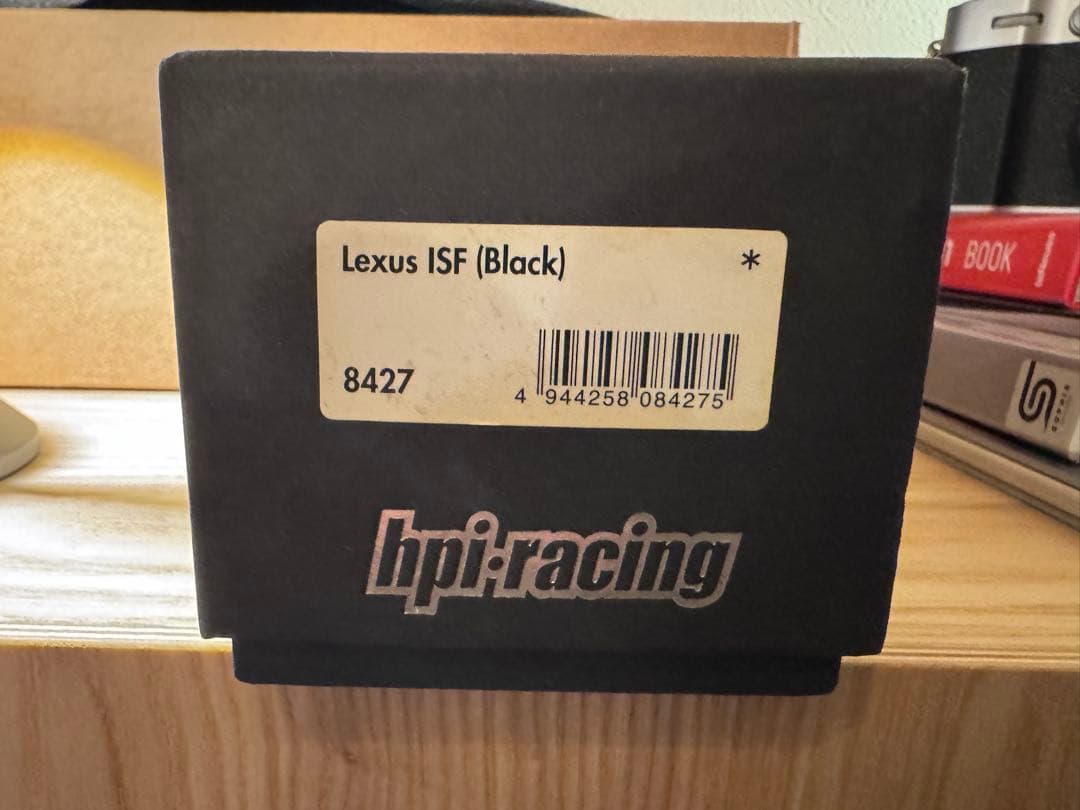 Lexus ISF (Black) *
8427
4 944258 084275
hpi·racing
BOOK